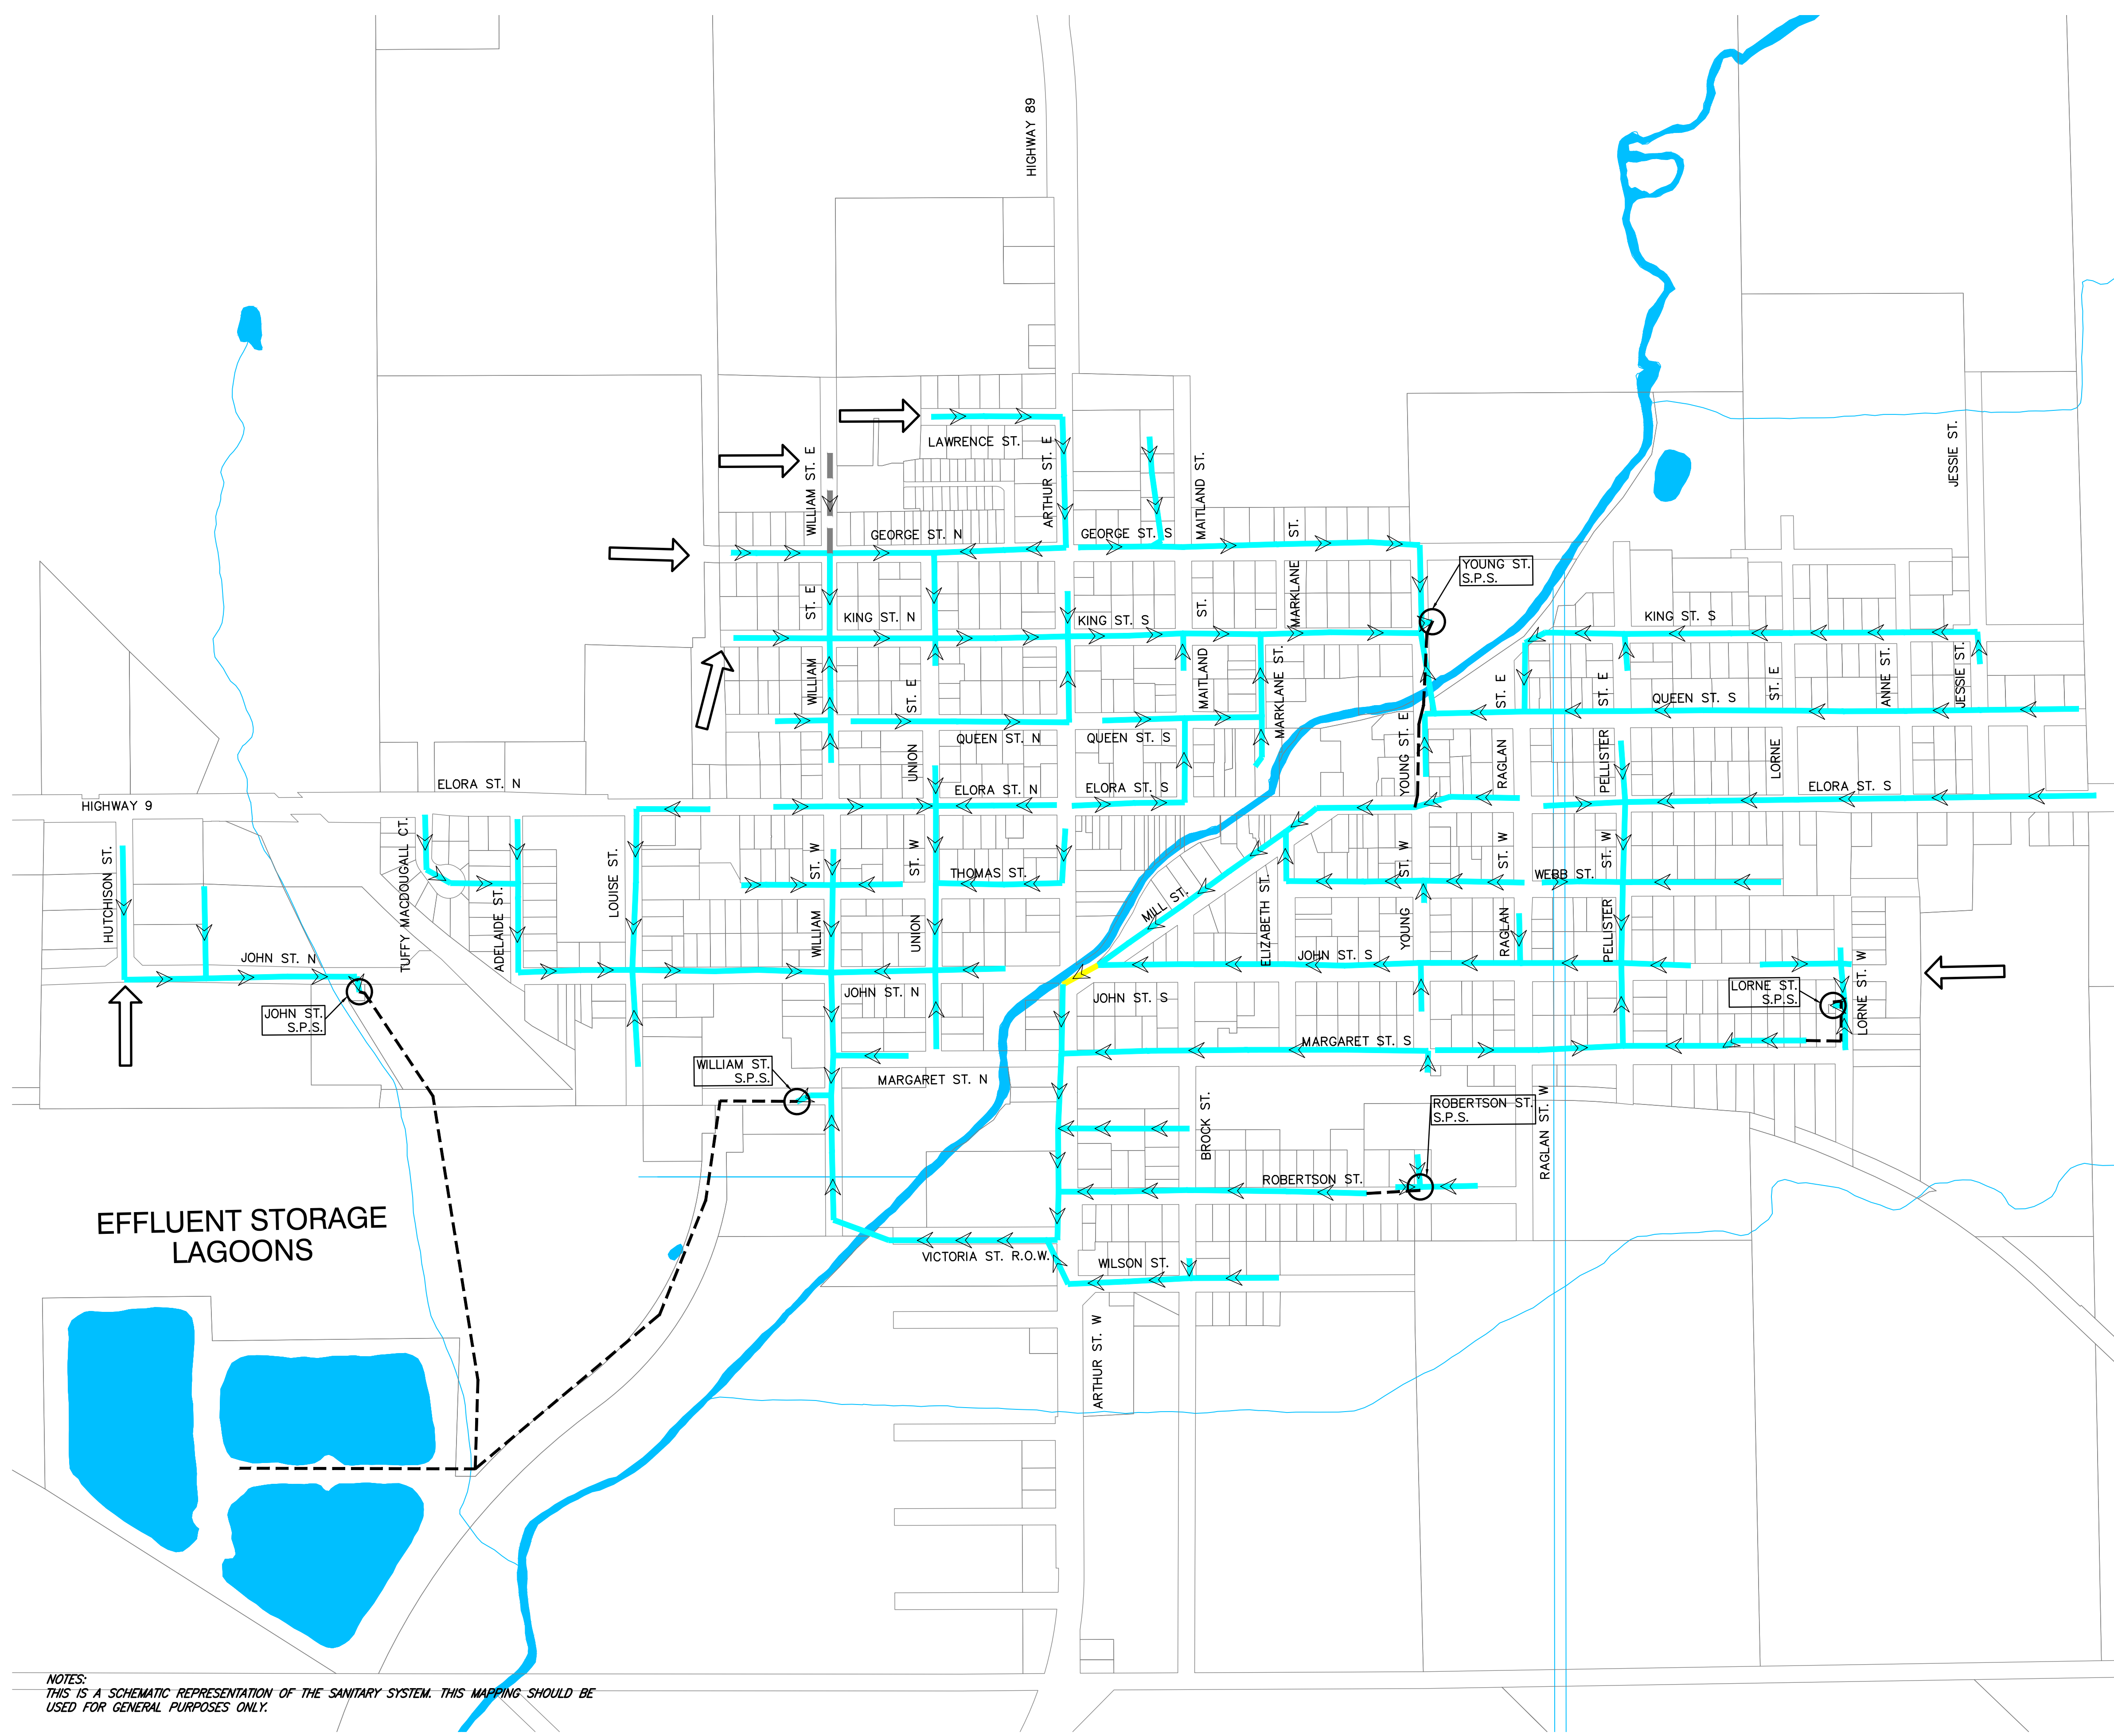 HIGHWAY 89
LAWRENCE ST.
WILLIAM ST. E
ARTHUR ST. E
MAITLAND ST.
JESSIE ST.
GEORGE ST. N
GEORGE ST. S
ST.
MARKLANE
YOUNG ST.
S.P.S.
ST. E
WILLIAM
KING ST. N
KING ST. S
ST.
MAITLAND
KING ST. S
ST. E
UNION
MARKLANE ST.
YOUNG ST. E
ST. E
RAGLAN
ST. E
PELLISTER
QUEEN ST. S
ST. E
LORNE
ANNE ST.
JESSIE ST.
QUEEN ST. N
QUEEN ST. S
ELORA ST. N
HIGHWAY 9
ELORA ST. N
ELORA ST. S
ELORA ST. S
HUTCHISON ST.
TUFFY MACDOUGALL CT.
ADELAIDE ST.
LOUISE ST.
ST. W
WILLIAM
ST. W
UNION
THOMAS ST.
MILL ST.
ELIZABETH ST.
ST. W
YOUNG
ST. W
RAGLAN
WEBB ST.
ST. W
PELLISTER
JOHN ST. N
JOHN ST. S
LORNE ST. W
JOHN ST.
S.P.S.
JOHN ST. N
JOHN ST. S
LORNE ST.
S.P.S.
MARGARET ST. S
WILLIAM ST.
S.P.S.
MARGARET ST. N
BROCK ST.
ROBERTSON ST.
S.P.S.
RAGLAN ST. W
ROBERTSON ST.
EFFLUENT STORAGE
LAGOONS
VICTORIA ST. R.O.W.
WILSON ST.
ARTHUR ST. W
NOTES:
THIS IS A SCHEMATIC REPRESENTATION OF THE SANITARY SYSTEM. THIS MAPPING SHOULD BE
USED FOR GENERAL PURPOSES ONLY.